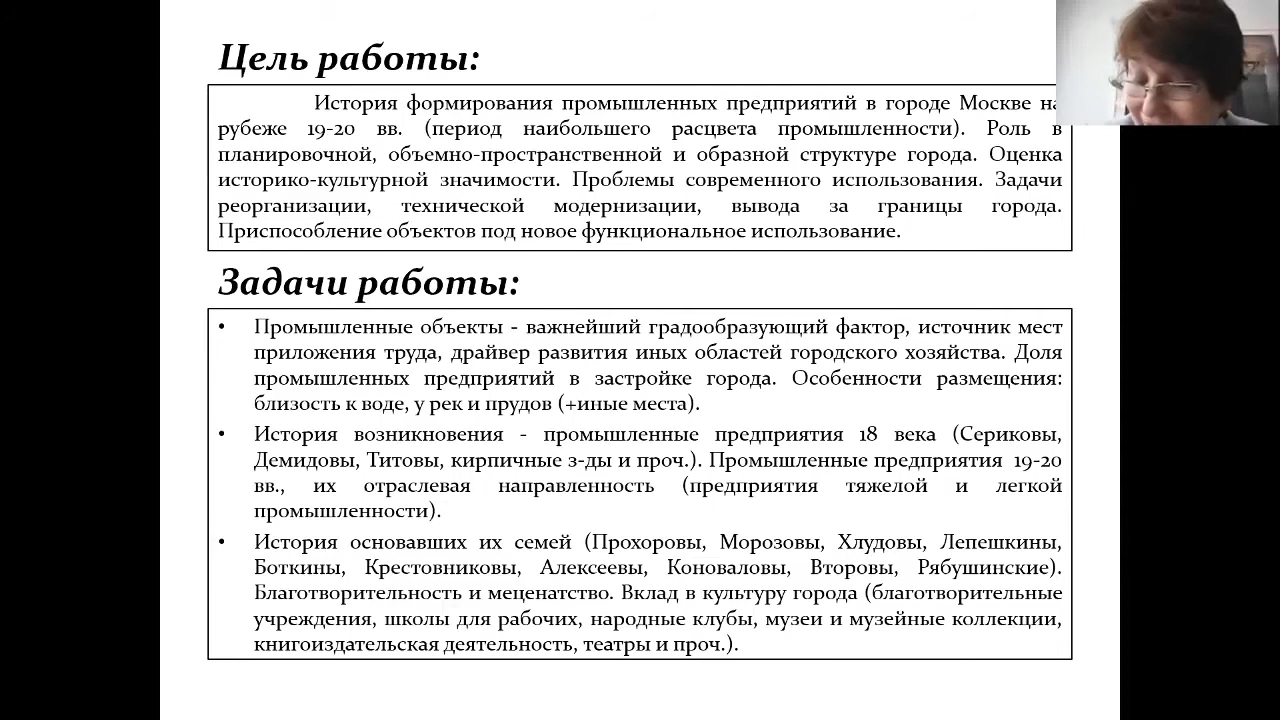 Цель работы:
История формирования промышленных предприятий в городе Москве на
рубеже 19-20 вв. (период наибольшего расцвета промышленности). Роль в
планировочной, объемно-пространственной и образной структуре города. Оценка
историко-культурной значимости. Проблемы современного использования. Задачи
реорганизации, технической модернизации, вывода за границы города.
Приспособление объектов под новое функциональное использование.
Задачи работы:
• Промышленные объекты - важнейший градообразующий фактор, источник мест
приложения труда, драйвер развития иных областей городского хозяйства. Доля
промышленных предприятий в застройке города. Особенности размещения:
близость к воде, у рек и прудов (+иные места).
• История возникновения - промышленные предприятия 18 века (Сериковы,
Демидовы, Титовы, кирпичные з-ды и проч.). Промышленные предприятия 19-20
вв., их отраслевая направленность (предприятия тяжелой и легкой
промышленности).
• История основавших их семей (Прохоровы, Морозовы, Хлудовы, Лепешкины,
Боткины, Крестовниковы, Алексеевы, Коноваловы, Второвы, Рябушинские).
Благотворительность и меценатство. Вклад в культуру города (благотворительные
учреждения, школы для рабочих, народные клубы, музеи и музейные коллекции,
книгоиздательская деятельность, театры и проч.).